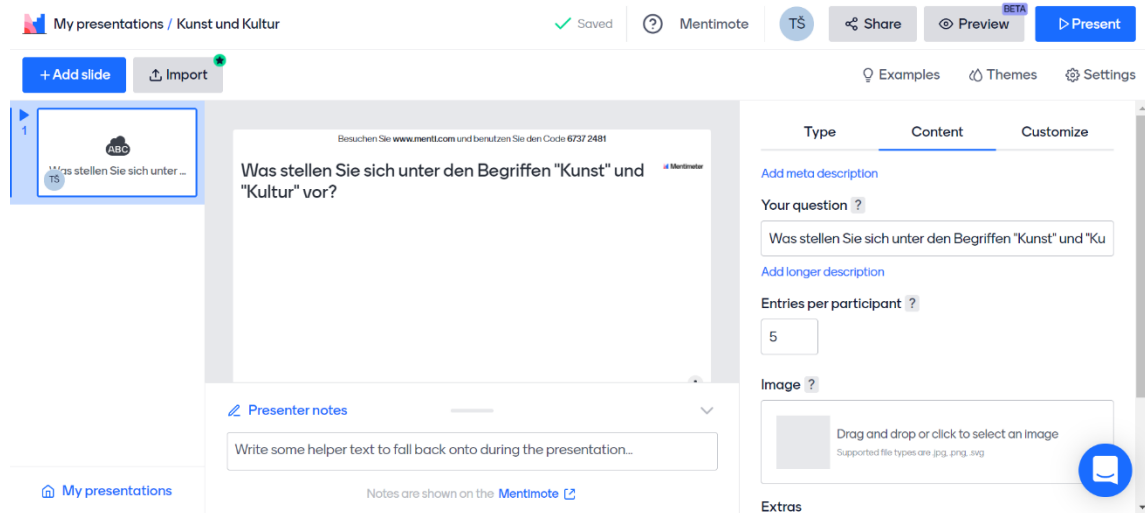 My presentations / Kunst und Kultur
Saved
?
Mentimote
TŠ
Share
Preview
BETA
Present
+ Add slide
Import
Examples
Themes
Settings
1
ABC
Was stellen Sie sich unter ...
TŠ
Besuchen Sie www.menti.com und benutzen Sie den Code 6737 2481
Was stellen Sie sich unter den Begriffen "Kunst" und
"Kultur" vor?
Mentimeter
Type
Content
Customize
Add meta description
Your question ?
Was stellen Sie sich unter den Begriffen "Kunst" und "Ku
Add longer description
Entries per participant ?
5
Image ?
Drag and drop or click to select an image
Supported file types are .jpg, .png, .svg
Extras
Presenter notes
Write some helper text to fall back onto during the presentation...
Notes are shown on the Mentimote
My presentations